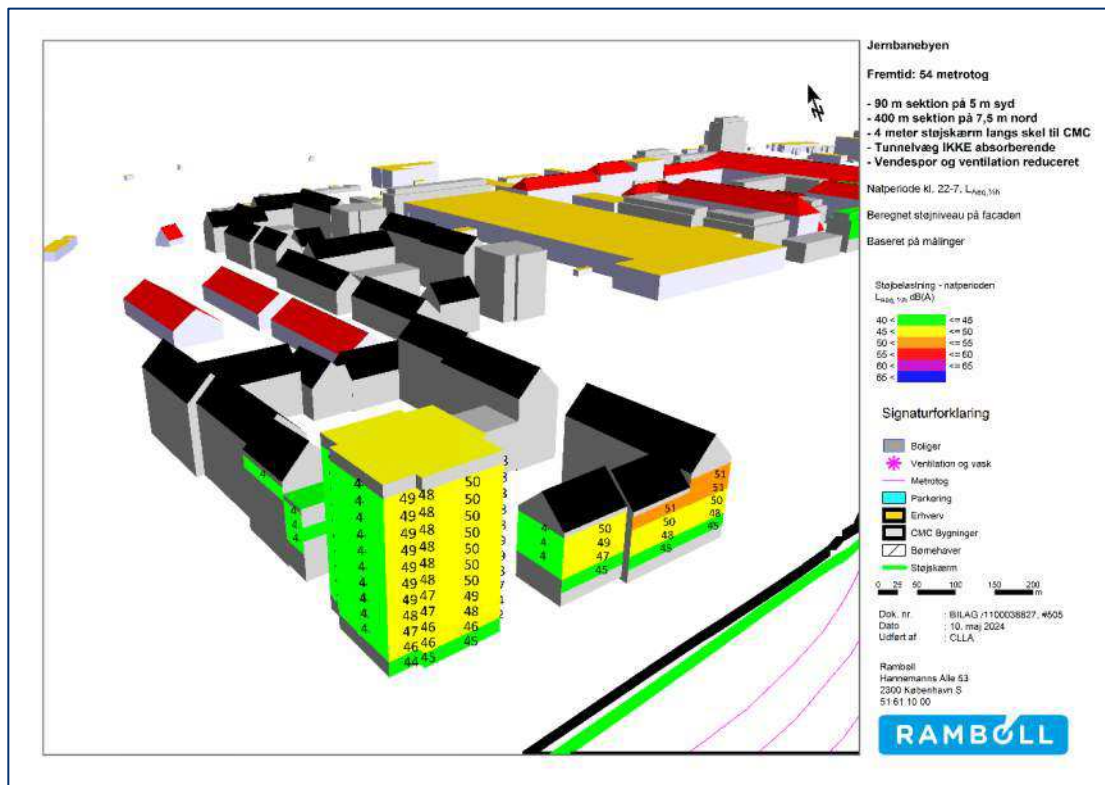 Jernbanebyen
Fremtid: 54 metrotog
- 90 m sektion på 5 m syd
- 400 m sektion på 7,5 m nord
- 4 meter støjskærm langs skel til CMC
- Tunnelvæg IKKE absorberende
- Vendespor og ventilation reduceret
Natperiode kl. 22-7, LAeq,½h
Beregnet støjniveau på facaden
Baseret på målinger
Støjbelastning - natperioden
LAeq, ½h dB(A)
40 < <= 45
45 < <= 50
50 < <= 55
55 < <= 60
60 < <= 65
65 <
Signaturforklaring
Boliger
Ventilation og vask
Metrotog
Parkering
Erhverv
CMC Bygninger
Børnehaver
Støjskærm
0 25 50 100 150 200
m
Dok. nr. : BILAG /1100038827, #505
Dato : 10. maj 2024
Udført af : CLLA
Rambøll
Hannemanns Allé 53
2300 København S
51 61 10 00
RAMBOLL
49 48 50
49 48 50
49 48 50
49 48 50
49 48 50
49 48 50
49 47 49
48 47 48
47 46 46
46 46 45
44 45
50
49
47
45
51
51
50 50
48 48
45 45